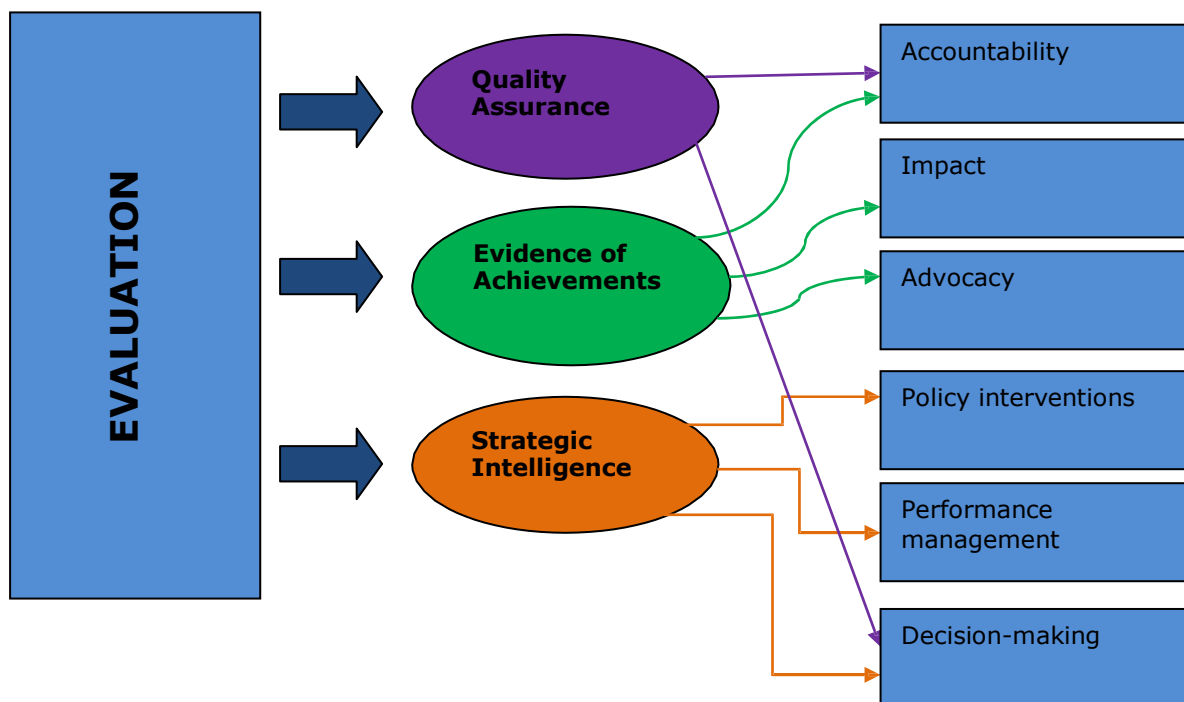 EVALUATION
Quality
Assurance
Evidence of
Achievements
Strategic
Intelligence
Accountability
Impact
Advocacy
Policy interventions
Performance
management
Decision-making